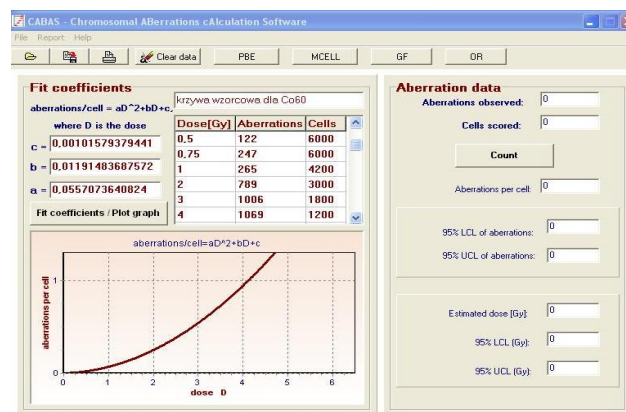 CABAS - Chromosomal ABerrations cAlculation Software
File Report Help
Clear data PBE MCELL GF OR
Fit coefficients
aberrations/cell = aD^2+bD+c,
where D is the dose
c = 0,00101579379441
b = 0,01191483687572
a = 0,0557073640824
Fit coefficients / Plot graph
krzywa wzorcowa dla Co60
Dose[Gy] Aberrations Cells
0,5 122 6000
0,75 247 6000
1 265 4200
2 789 3000
3 1006 1800
4 1069 1200
aberrations/cell=aD^2+bD+c
aberrations per cell
1
0
0 1 2 3 4 5 6
dose D
Aberration data
Aberrations observed: 0
Cells scored: 0
Count
Aberrations per cell: 0
95% LCL of aberrations: 0
95% UCL of aberrations: 0
Estimated dose [Gy]: 0
95% LCL (Gy): 0
95% UCL (Gy): 0